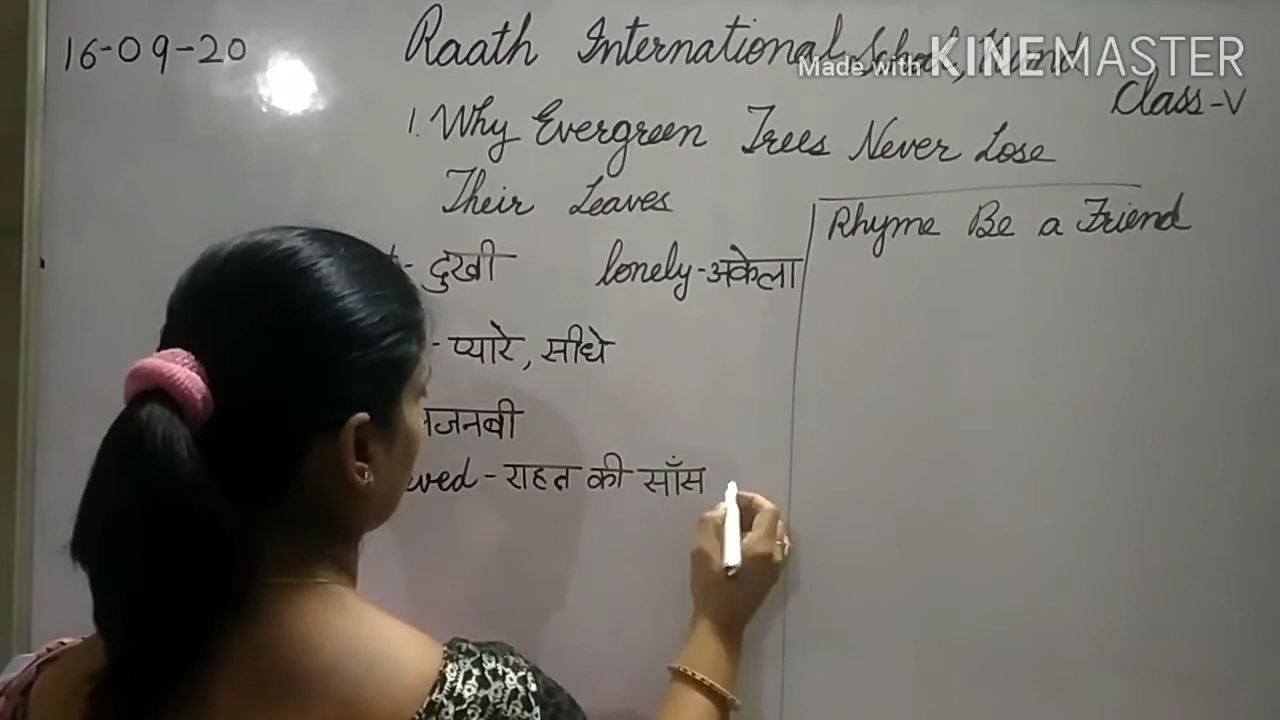 16-09-20
Raath International School,
Made with KINEMASTER
Class-V
1. Why Evergreen Trees Never Lose
Their Leaves
- दुखी lonely-अकेला
- प्यारे, सीधे
जनबी
ved - राहत की साँस
Rhyme Be a Friend